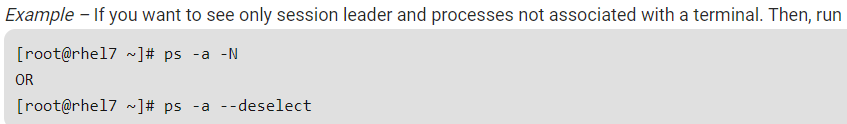 Example – If you want to see only session leader and processes not associated with a terminal. Then, run
[root@rhel7 ~]# ps -a -N
OR
[root@rhel7 ~]# ps -a --deselect